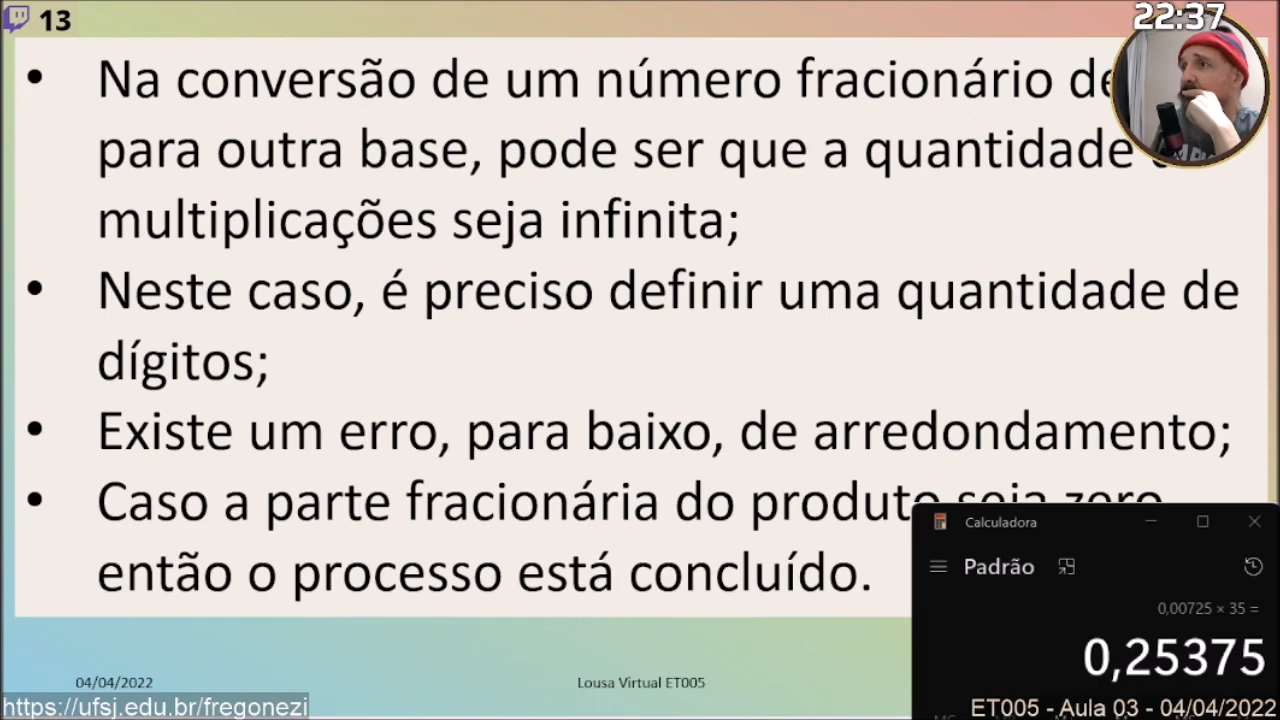 13
22:37
• Na conversão de um número fracionário de
para outra base, pode ser que a quantidade
multiplicações seja infinita;
• Neste caso, é preciso definir uma quantidade de
dígitos;
• Existe um erro, para baixo, de arredondamento;
• Caso a parte fracionária do produto seja zero
então o processo está concluído.
Calculadora
Padrão
0,00725 × 35 =
0,25375
04/04/2022
Lousa Virtual ET005
https://ufsj.edu.br/fregonezi
ET005 - Aula 03 - 04/04/2022